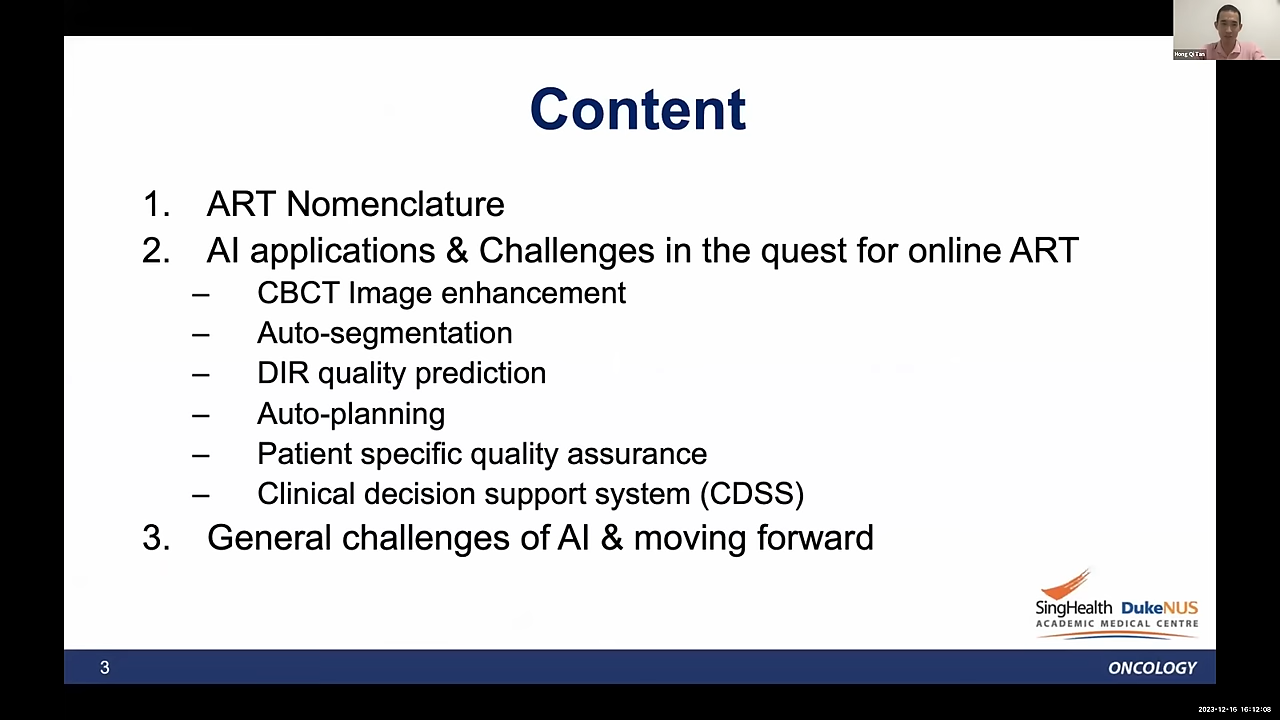 Hong Qi Tan
Content
1. ART Nomenclature
2. AI applications & Challenges in the quest for online ART
– CBCT Image enhancement
– Auto-segmentation
– DIR quality prediction
– Auto-planning
– Patient specific quality assurance
– Clinical decision support system (CDSS)
3. General challenges of AI & moving forward
SingHealth DukeNUS
ACADEMIC MEDICAL CENTRE
3
ONCOLOGY
2023-12-16 16:12:08